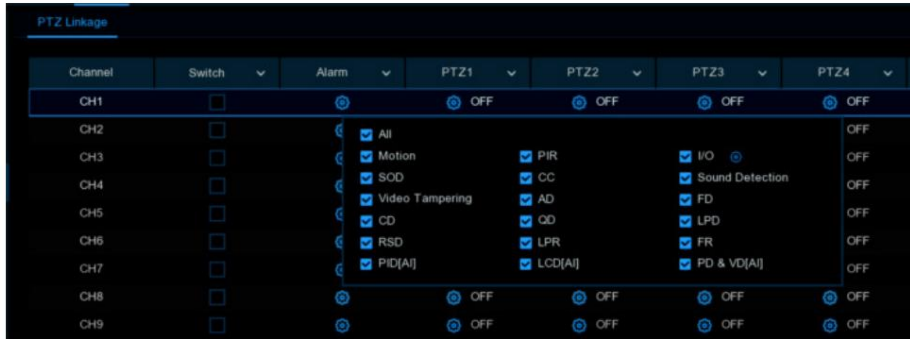 PTZ Linkage
Channel Switch Alarm PTZ1 PTZ2 PTZ3 PTZ4
CH1 OFF OFF OFF OFF
CH2 OFF
All
CH3 OFF
Motion PIR I/O
CH4 OFF
SOD CC Sound Detection
Video Tampering AD FD
CH5 OFF
CD QD LPD
CH6 OFF
RSD LPR FR
CH7 OFF
PID[AI] LCD[AI] PD & VD[AI]
CH8 OFF OFF OFF OFF
CH9 OFF OFF OFF OFF